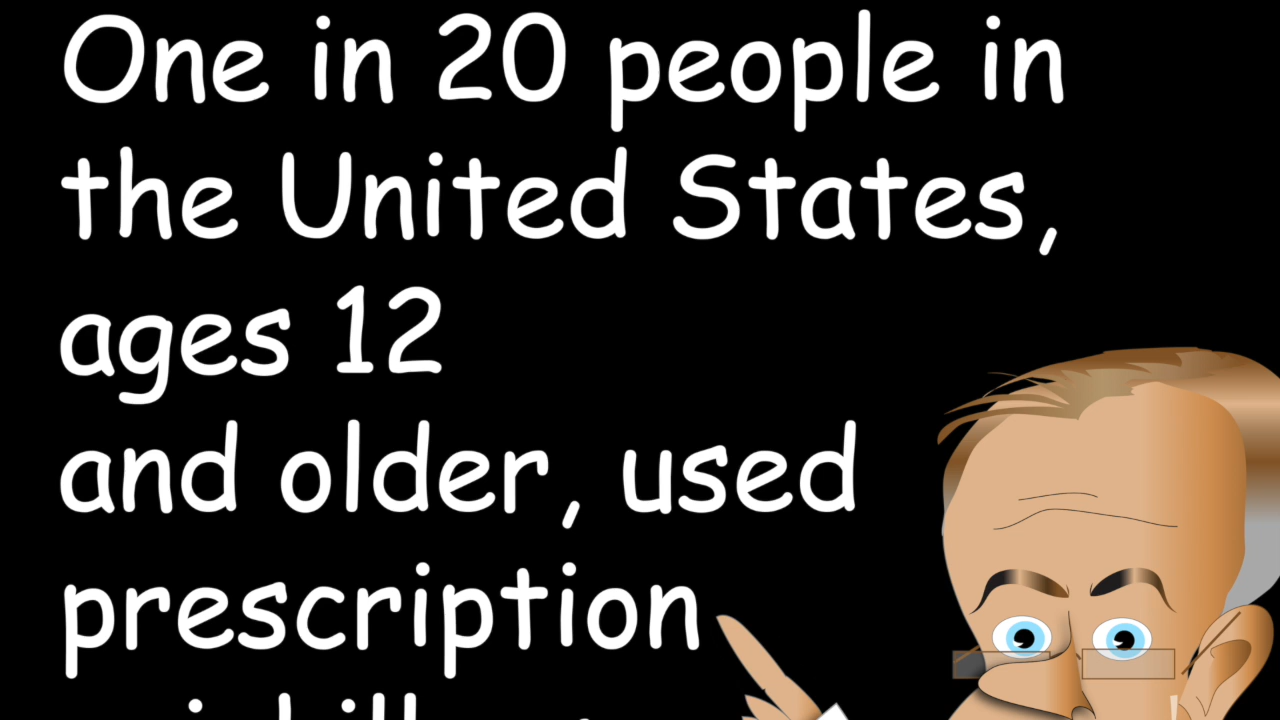 One in 20 people in
the United States,
ages 12
and older, used
prescription